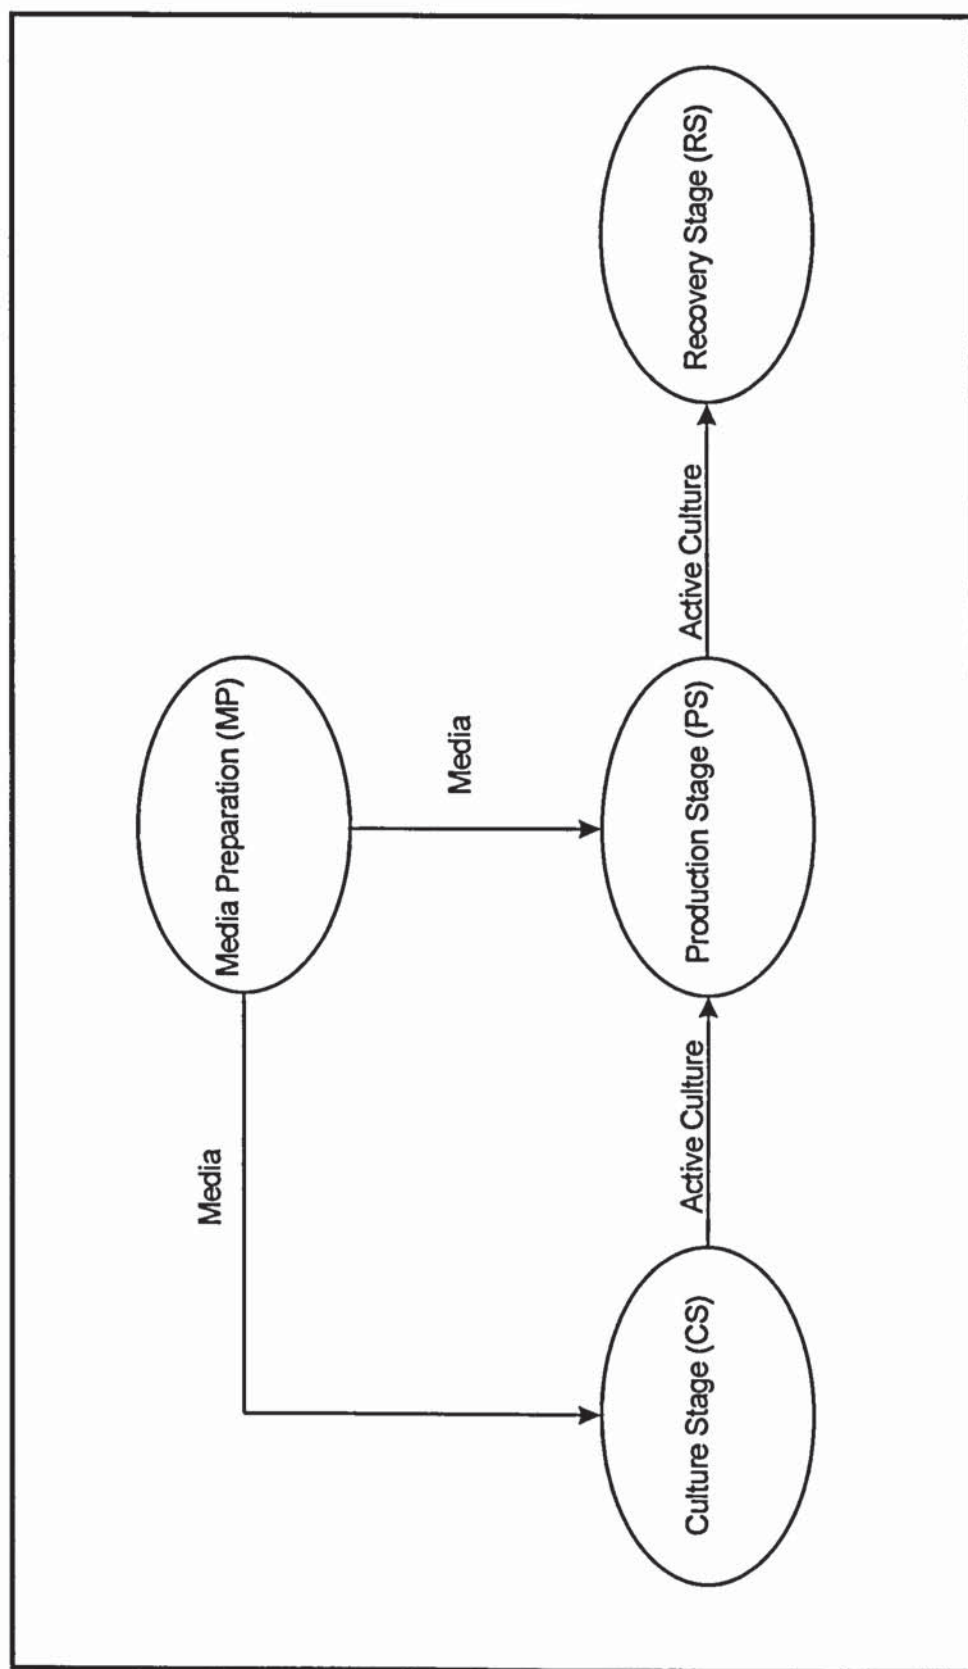 Media Preparation (MP)
Media
Media
Culture Stage (CS)
Active Culture
Production Stage (PS)
Active Culture
Recovery Stage (RS)